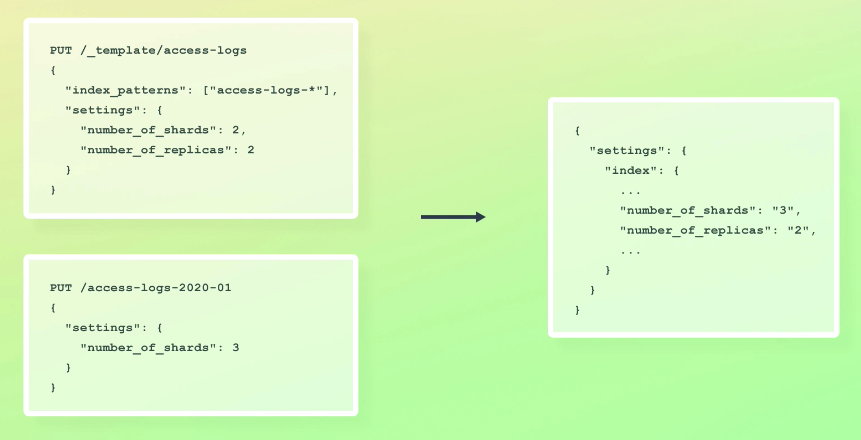 PUT /_template/access-logs
{
  "index_patterns": ["access-logs-*"],
  "settings": {
    "number_of_shards": 2,
    "number_of_replicas": 2
  }
}
PUT /access-logs-2020-01
{
  "settings": {
    "number_of_shards": 3
  }
}
{
  "settings": {
    "index": {
      ...
      "number_of_shards": "3",
      "number_of_replicas": "2",
      ...
    }
  }
}